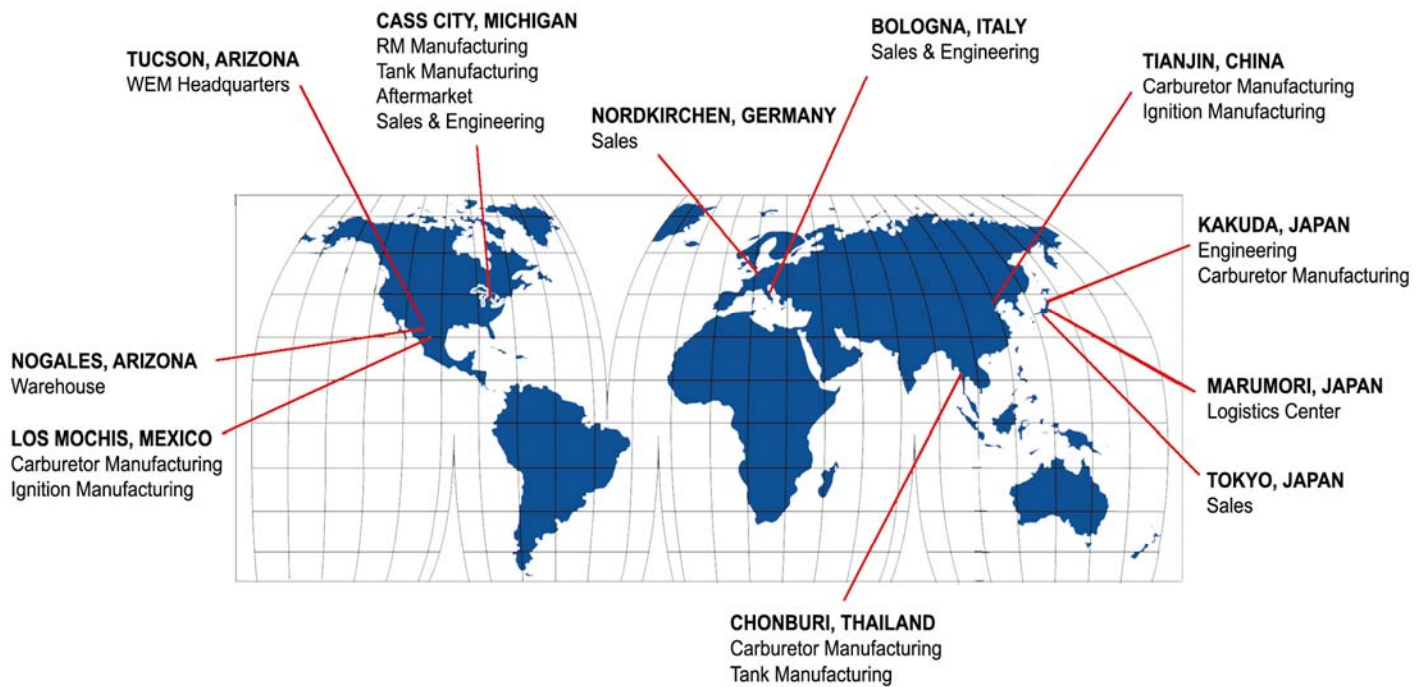 CASS CITY, MICHIGAN
RM Manufacturing
Tank Manufacturing
Aftermarket
Sales & Engineering
BOLOGNA, ITALY
Sales & Engineering
TUCSON, ARIZONA
WEM Headquarters
TIANJIN, CHINA
Carburetor Manufacturing
Ignition Manufacturing
NORDKIRCHEN, GERMANY
Sales
KAKUDA, JAPAN
Engineering
Carburetor Manufacturing
NOGALES, ARIZONA
Warehouse
MARUMORI, JAPAN
Logistics Center
LOS MOCHIS, MEXICO
Carburetor Manufacturing
Ignition Manufacturing
TOKYO, JAPAN
Sales
CHONBURI, THAILAND
Carburetor Manufacturing
Tank Manufacturing